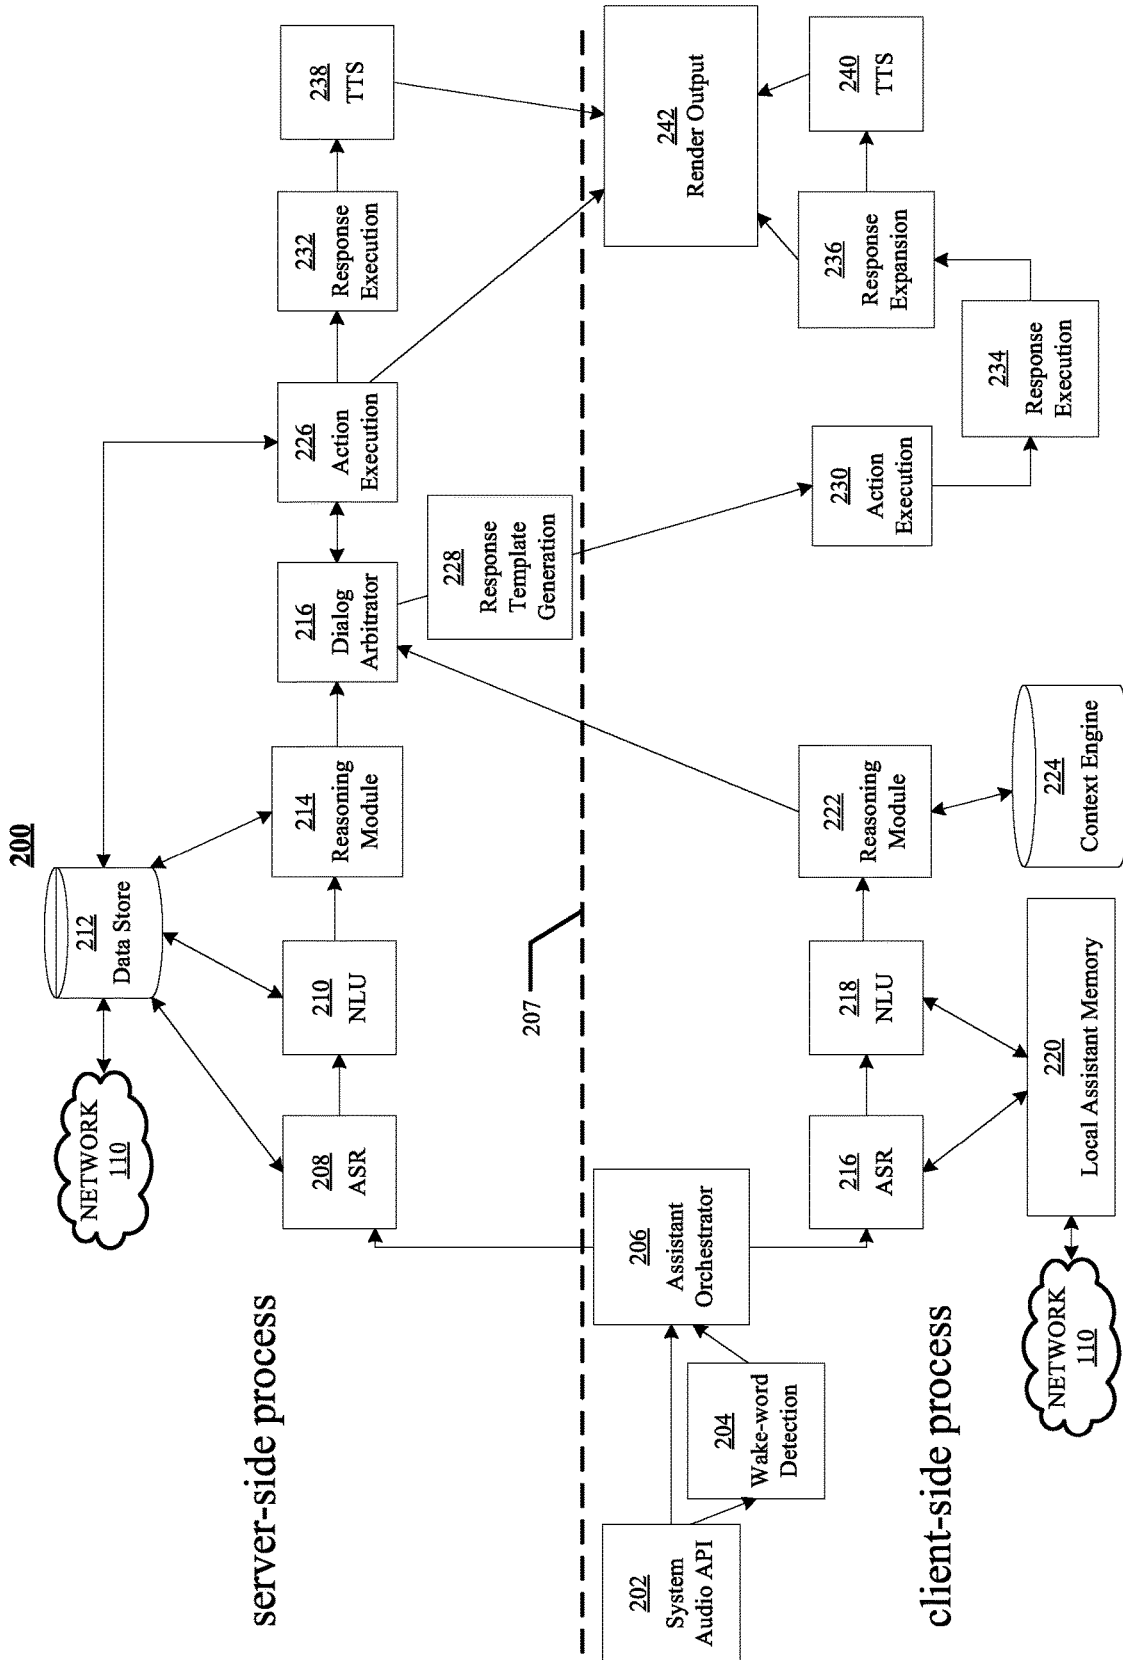 200
NETWORK
110
212
Data Store
server-side process
208
ASR
210
NLU
214
Reasoning
Module
216
Dialog
Arbitrator
226
Action
Execution
232
Response
Execution
238
TTS
228
Response
Template
Generation
207
202
System
Audio API
204
Wake-word
Detection
206
Assistant
Orchestrator
242
Render Output
client-side process
216
ASR
218
NLU
222
Reasoning
Module
230
Action
Execution
236
Response
Expansion
240
TTS
234
Response
Execution
NETWORK
110
220
Local Assistant Memory
224
Context Engine